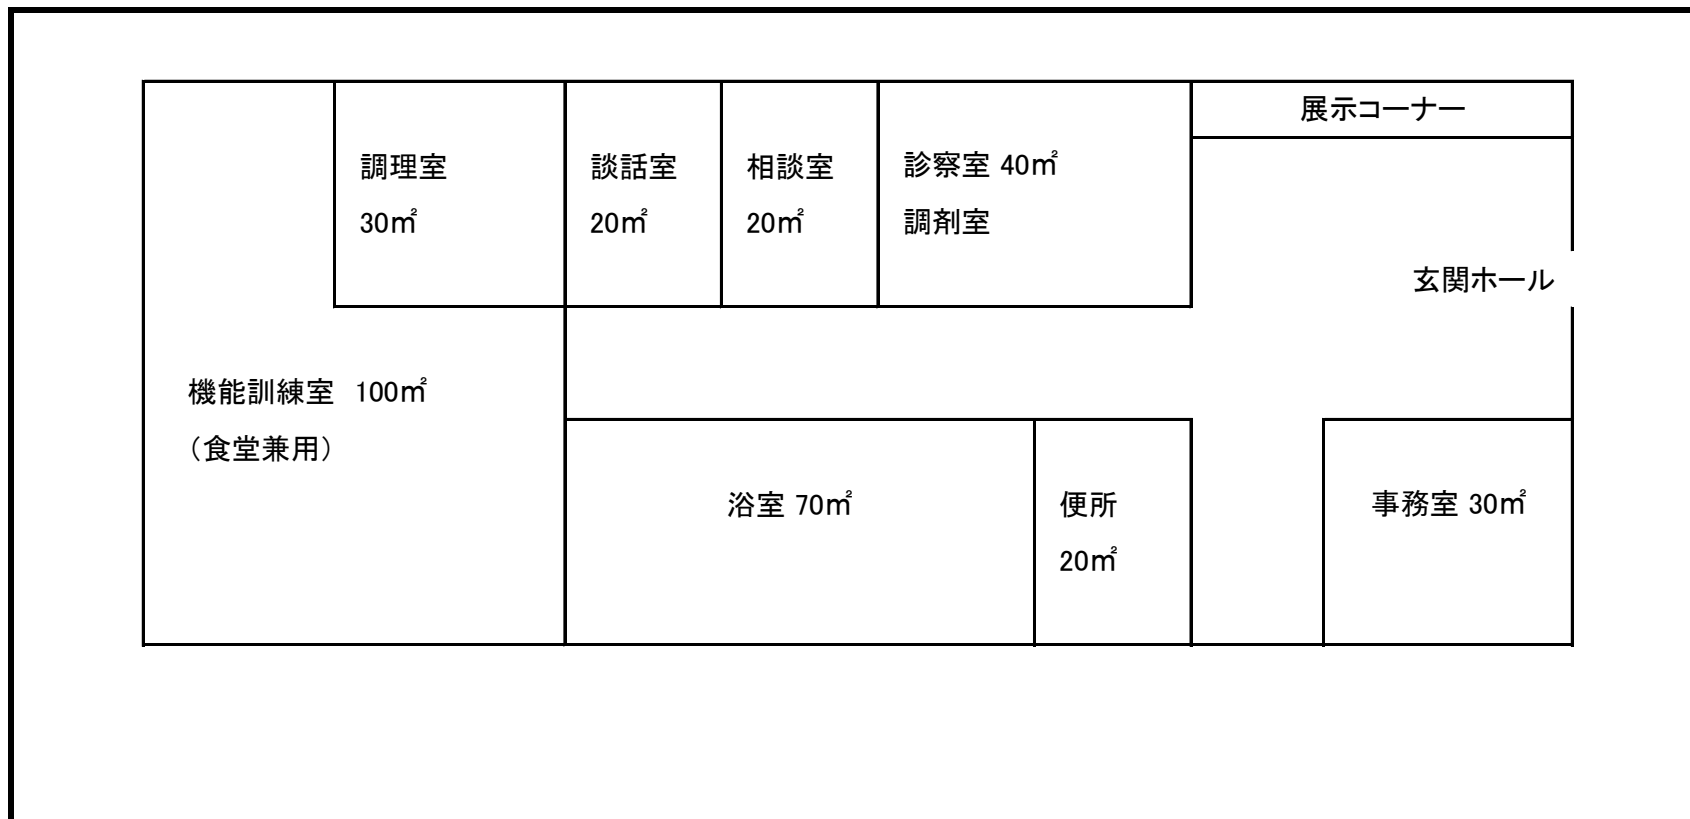 展示コーナー
調理室
30㎡
談話室
20㎡
相談室
20㎡
診察室 40㎡
調剤室
玄関ホール
機能訓練室 100㎡
（食堂兼用）
浴室 70㎡
便所
20㎡
事務室 30㎡